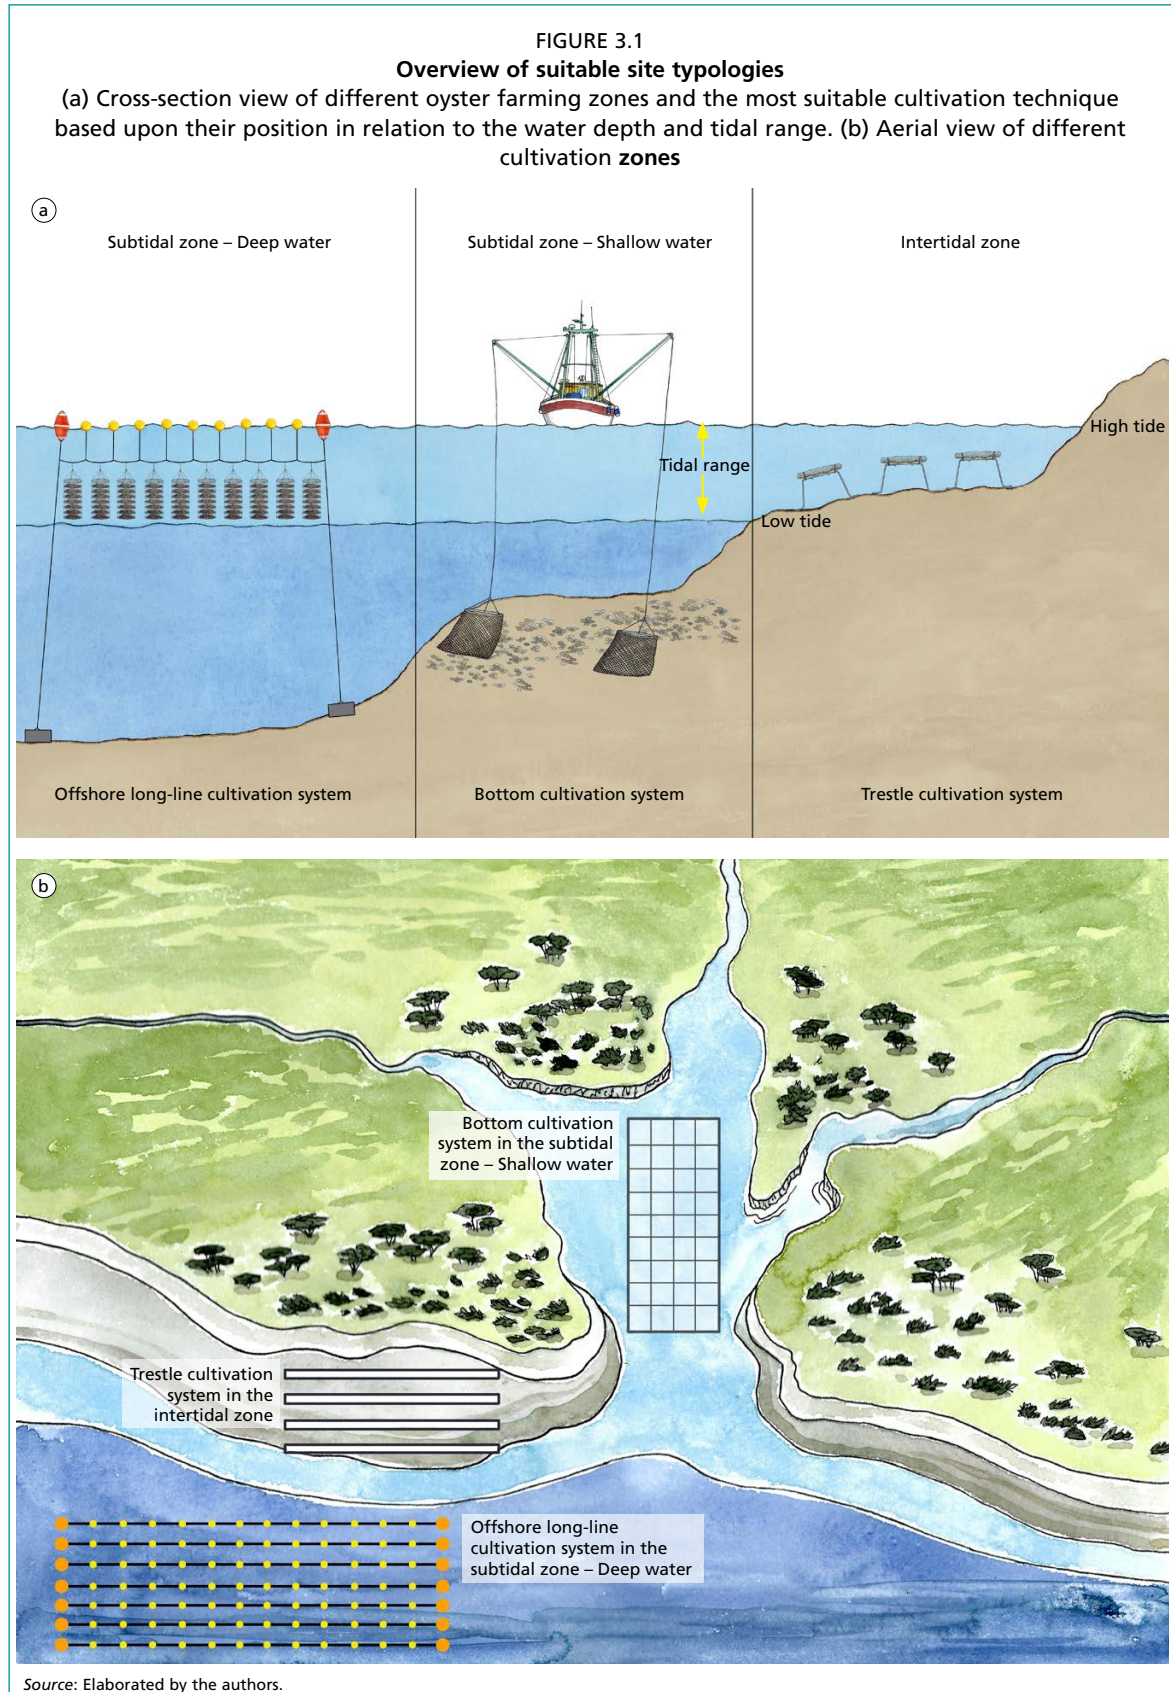 FIGURE 3.1
Overview of suitable site typologies
(a) Cross-section view of different oyster farming zones and the most suitable cultivation technique
based upon their position in relation to the water depth and tidal range. (b) Aerial view of different
cultivation zones
a
Subtidal zone – Deep water
Subtidal zone – Shallow water
Intertidal zone
High tide
Tidal range
Low tide
Offshore long-line cultivation system
Bottom cultivation system
Trestle cultivation system
b
Bottom cultivation
system in the subtidal
zone – Shallow water
Trestle cultivation
system in the
intertidal zone
Offshore long-line
cultivation system in the
subtidal zone – Deep water
Source: Elaborated by the authors.